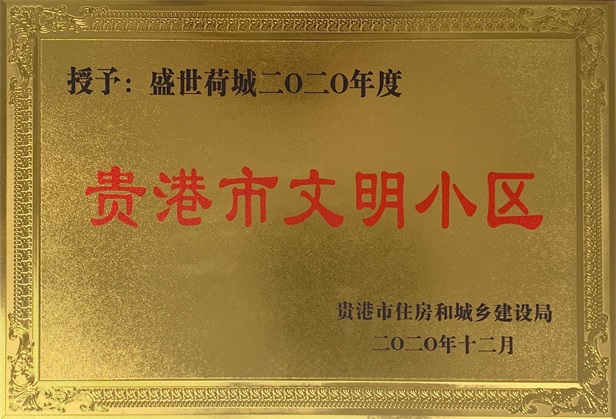 授予：盛世荷城二〇二〇年度
贵港市文明小区
贵港市住房和城乡建设局
二〇二〇年十二月